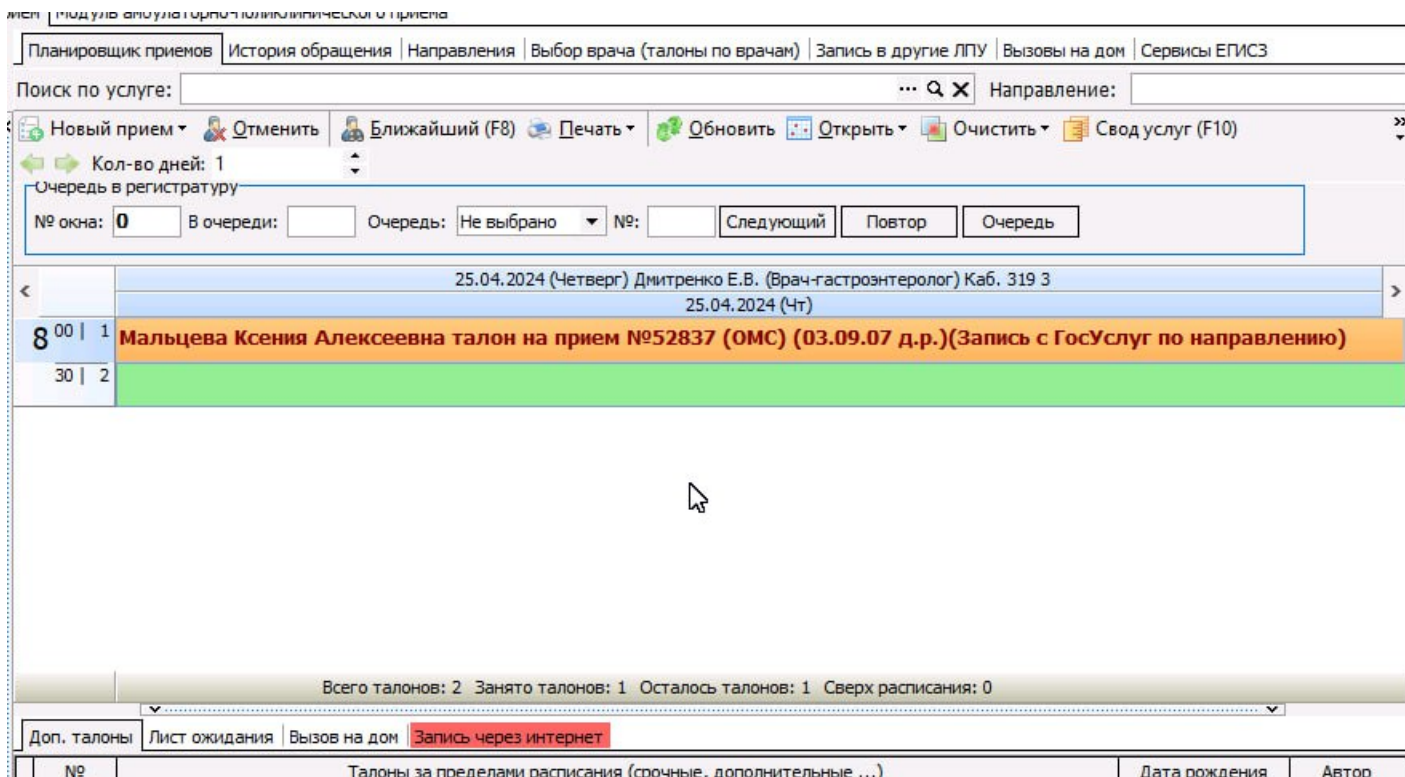 Модуль амбулаторно-поликлинического приема
Планировщик приемов История обращения Направления Выбор врача (талоны по врачам) Запись в другие ЛПУ Вызовы на дом Сервисы ЕГИСЗ
Поиск по услуге: ... Направление:
Новый прием Отменить Ближайший (F8) Печать Обновить Открыть Очистить Свод услуг (F10)
Кол-во дней: 1
Очередь в регистратуру
№ окна: 0 В очереди: Очередь: Не выбрано №: Следующий Повтор Очередь
25.04.2024 (Четверг) Дмитренко Е.В. (Врач-гастроэнтеролог) Каб. 319 3
25.04.2024 (Чт)
8 00 | 1 Мальцева Ксения Алексеевна талон на прием №52837 (ОМС) (03.09.07 д.р.)(Запись с ГосУслуг по направлению)
30 | 2
Всего талонов: 2 Занято талонов: 1 Осталось талонов: 1 Сверх расписания: 0
Доп. талоны Лист ожидания Вызов на дом Запись через интернет
№ Талоны за пределами расписания (срочные, дополнительные ...) Дата рождения Автор